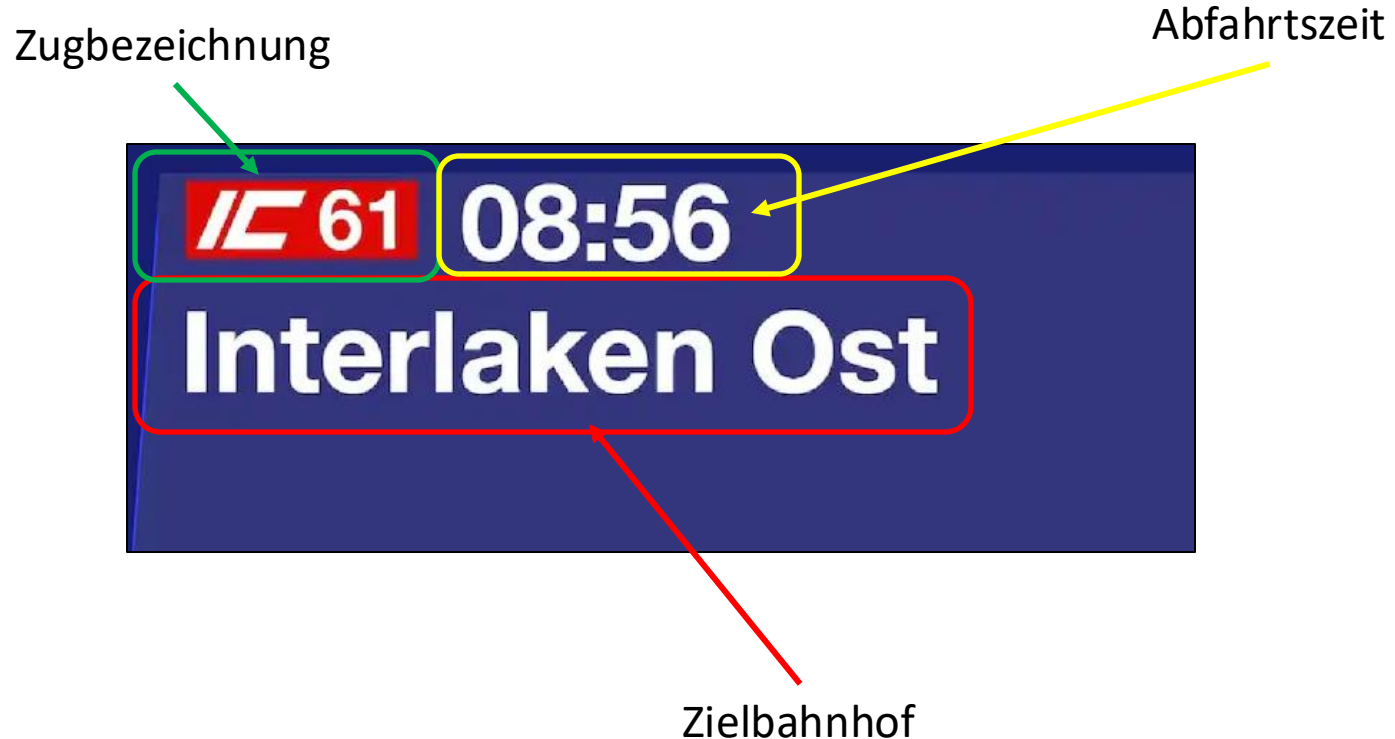 Abfahrtszeit
Zugbezeichnung
IC 61 08:56
Interlaken Ost
Zielbahnhof